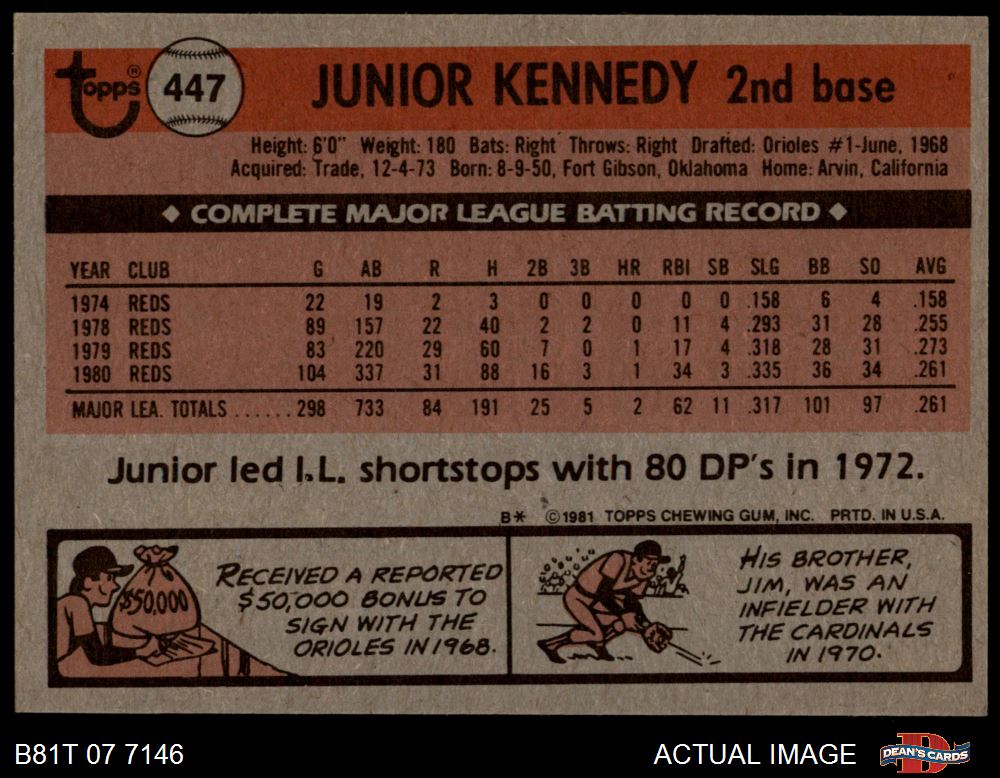 Topps® 447 JUNIOR KENNEDY 2nd base
Height: 6'0" Weight: 180 Bats: Right Throws: Right Drafted: Orioles #1-June, 1968
Acquired: Trade, 12-4-73 Born: 8-9-50, Fort Gibson, Oklahoma Home: Arvin, California
◆ COMPLETE MAJOR LEAGUE BATTING RECORD ◆
YEAR CLUB G AB R H 2B 3B HR RBI SB SLG BB SO AVG
1974 REDS 22 19 2 3 0 0 0 0 0 .158 6 4 .158
1978 REDS 89 157 22 40 2 2 0 11 4 .293 31 28 .255
1979 REDS 83 220 29 60 7 0 1 17 4 .318 28 31 .273
1980 REDS 104 337 31 88 16 3 1 34 3 .335 36 34 .261
MAJOR LEA. TOTALS ......298 733 84 191 25 5 2 62 11 .317 101 97 .261
Junior led I.L. shortstops with 80 DP's in 1972.
B* ©1981 TOPPS CHEWING GUM, INC. PRTD. IN U.S.A.
$50,000
RECEIVED A REPORTED
$50,000 BONUS TO
SIGN WITH THE
ORIOLES IN 1968.
HIS BROTHER,
JIM, WAS AN
INFIELDER WITH
THE CARDINALS
IN 1970.
B81T 07 7146 ACTUAL IMAGE DEAN'S CARDS